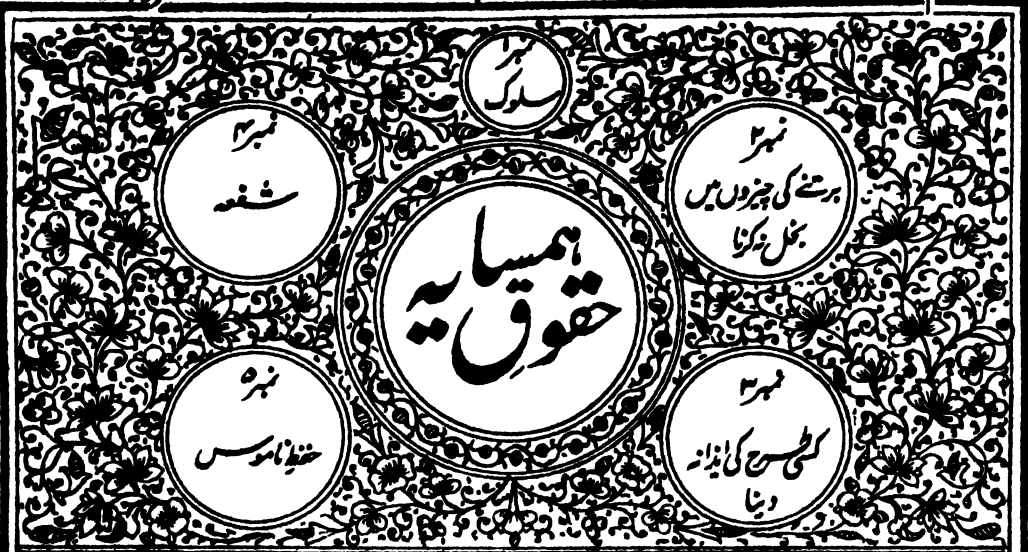 حقوق ہمسایہ
نمبر۱
سلوک
نمبر۲
برتنے کی چیزوں میں
بخل نہ کرنا
نمبر۳
کسی طرح کی ایذا نہ
دینا
نمبر۴
شفعہ
نمبر۵
حفظ ناموس